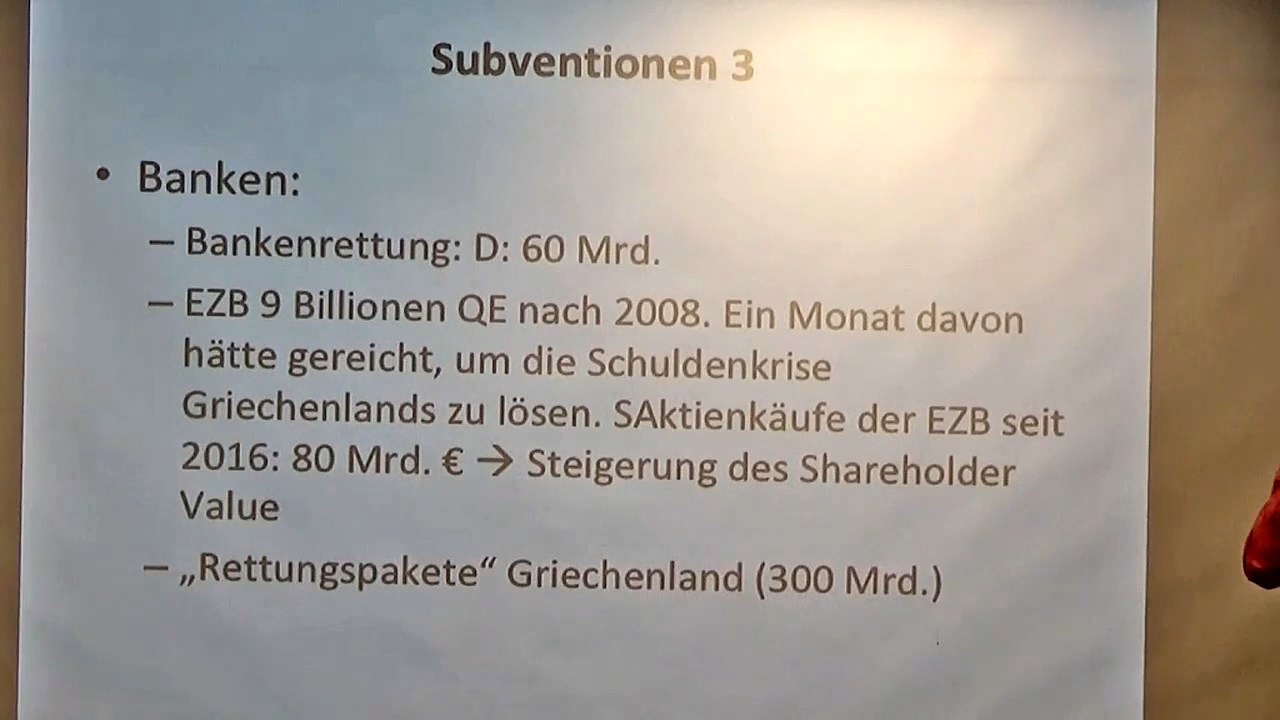 Subventionen 3
• Banken:
– Bankenrettung: D: 60 Mrd.
– EZB 9 Billionen QE nach 2008. Ein Monat davon
hätte gereicht, um die Schuldenkrise
Griechenlands zu lösen. SAktienkäufe der EZB seit
2016: 80 Mrd. € → Steigerung des Shareholder
Value
– „Rettungspakete“ Griechenland (300 Mrd.)